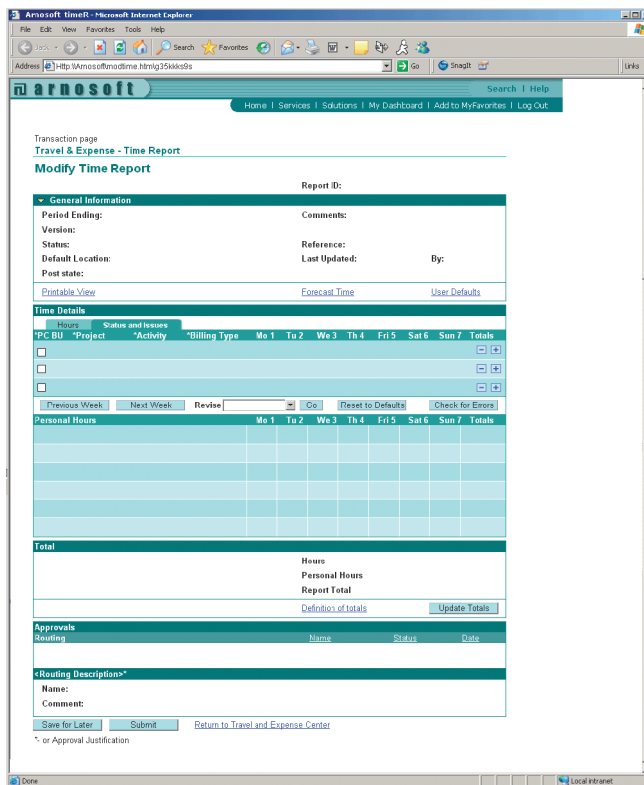 Arnosoft timeR - Microsoft Internet Explorer
File Edit View Favorites Tools Help
Back Search Favorites
Address Http:\\Arnosoft\modtime.htm\g35kkks9s Go SnagIt Links
arnosoft Search | Help
Home | Services | Solutions | My Dashboard | Add to MyFavorites | Log Out
Transaction page
Travel & Expense - Time Report
Modify Time Report
Report ID:
General Information
Period Ending: Comments:
Version:
Status: Reference:
Default Location: Last Updated: By:
Post state:
Printable View Forecast Time User Defaults
Time Details
Hours Status and Issues
*PC BU *Project *Activity *Billing Type Mo 1 Tu 2 We 3 Th 4 Fri 5 Sat 6 Sun 7 Totals
Previous Week Next Week Revise Go Reset to Defaults Check for Errors
Personal Hours Mo 1 Tu 2 We 3 Th 4 Fri 5 Sat 6 Sun 7 Totals
Total
Hours
Personal Hours
Report Total
Definition of totals Update Totals
Approvals
Routing Name Status Date
<Routing Description>*
Name:
Comment:
Save for Later Submit Return to Travel and Expense Center
*- or Approval Justification
Done Local intranet